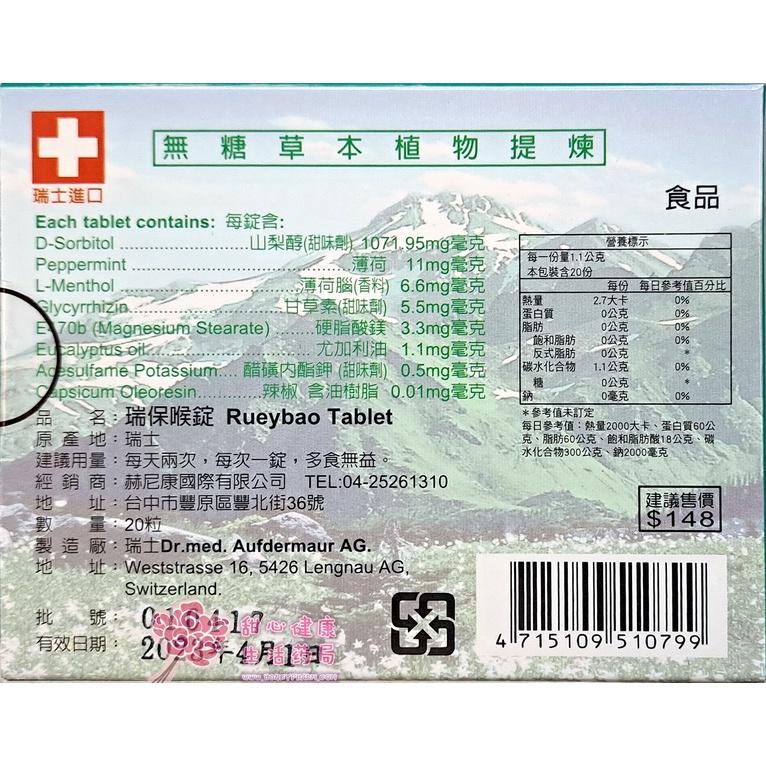 無糖草本植物提煉
瑞士進口
食品
Each tablet contains: 每錠含:
D-Sorbitol ........................山梨醇(甜味劑) 1071.95mg毫克
Peppermint ........................薄荷 11mg毫克
L-Menthol ........................薄荷腦(香料) 6.6mg毫克
Glycyrrhizin ........................甘草素(甜味劑) 5.5mg毫克
E470b (Magnesium Stearate) ......硬脂酸鎂 3.3mg毫克
Eucalyptus oil........................尤加利油 1.1mg毫克
Acesulfame Potassium....醋磺內酯鉀 (甜味劑) 0.5mg毫克
Capsicum Oleoresin..........辣椒 含油樹脂 0.01mg毫克
品名:瑞保喉錠 Rueybao Tablet
原產地:瑞士
建議用量:每天兩次,每次一錠,多食無益。
經銷商:赫尼康國際有限公司 TEL:04-25261310
地址:台中市豐原區豐北街36號
數量:20粒
製造廠:瑞士Dr.med. Aufdermaur AG.
地址:Weststrasse 16, 5426 Lengnau AG,
Switzerland.
批號:
有效日期: 4月1日
營養標示
每一份量1.1公克
本包裝含20份
每份 每日參考值百分比
熱量 2.7大卡 0%
蛋白質 0公克 0%
脂肪 0公克 0%
飽和脂肪 0公克 0%
反式脂肪 0公克 *
碳水化合物 1.1公克 0%
糖 0公克 *
鈉 0毫克 0%
*參考值未訂定
每日參考值:熱量2000大卡、蛋白質60公
克、脂肪60公克、飽和脂肪酸18公克、碳
水化合物300公克、鈉2000毫克
建議售價
$148
4 715109 510799
甜心健康
生活药局
WWW.HONEYPHARM.COM